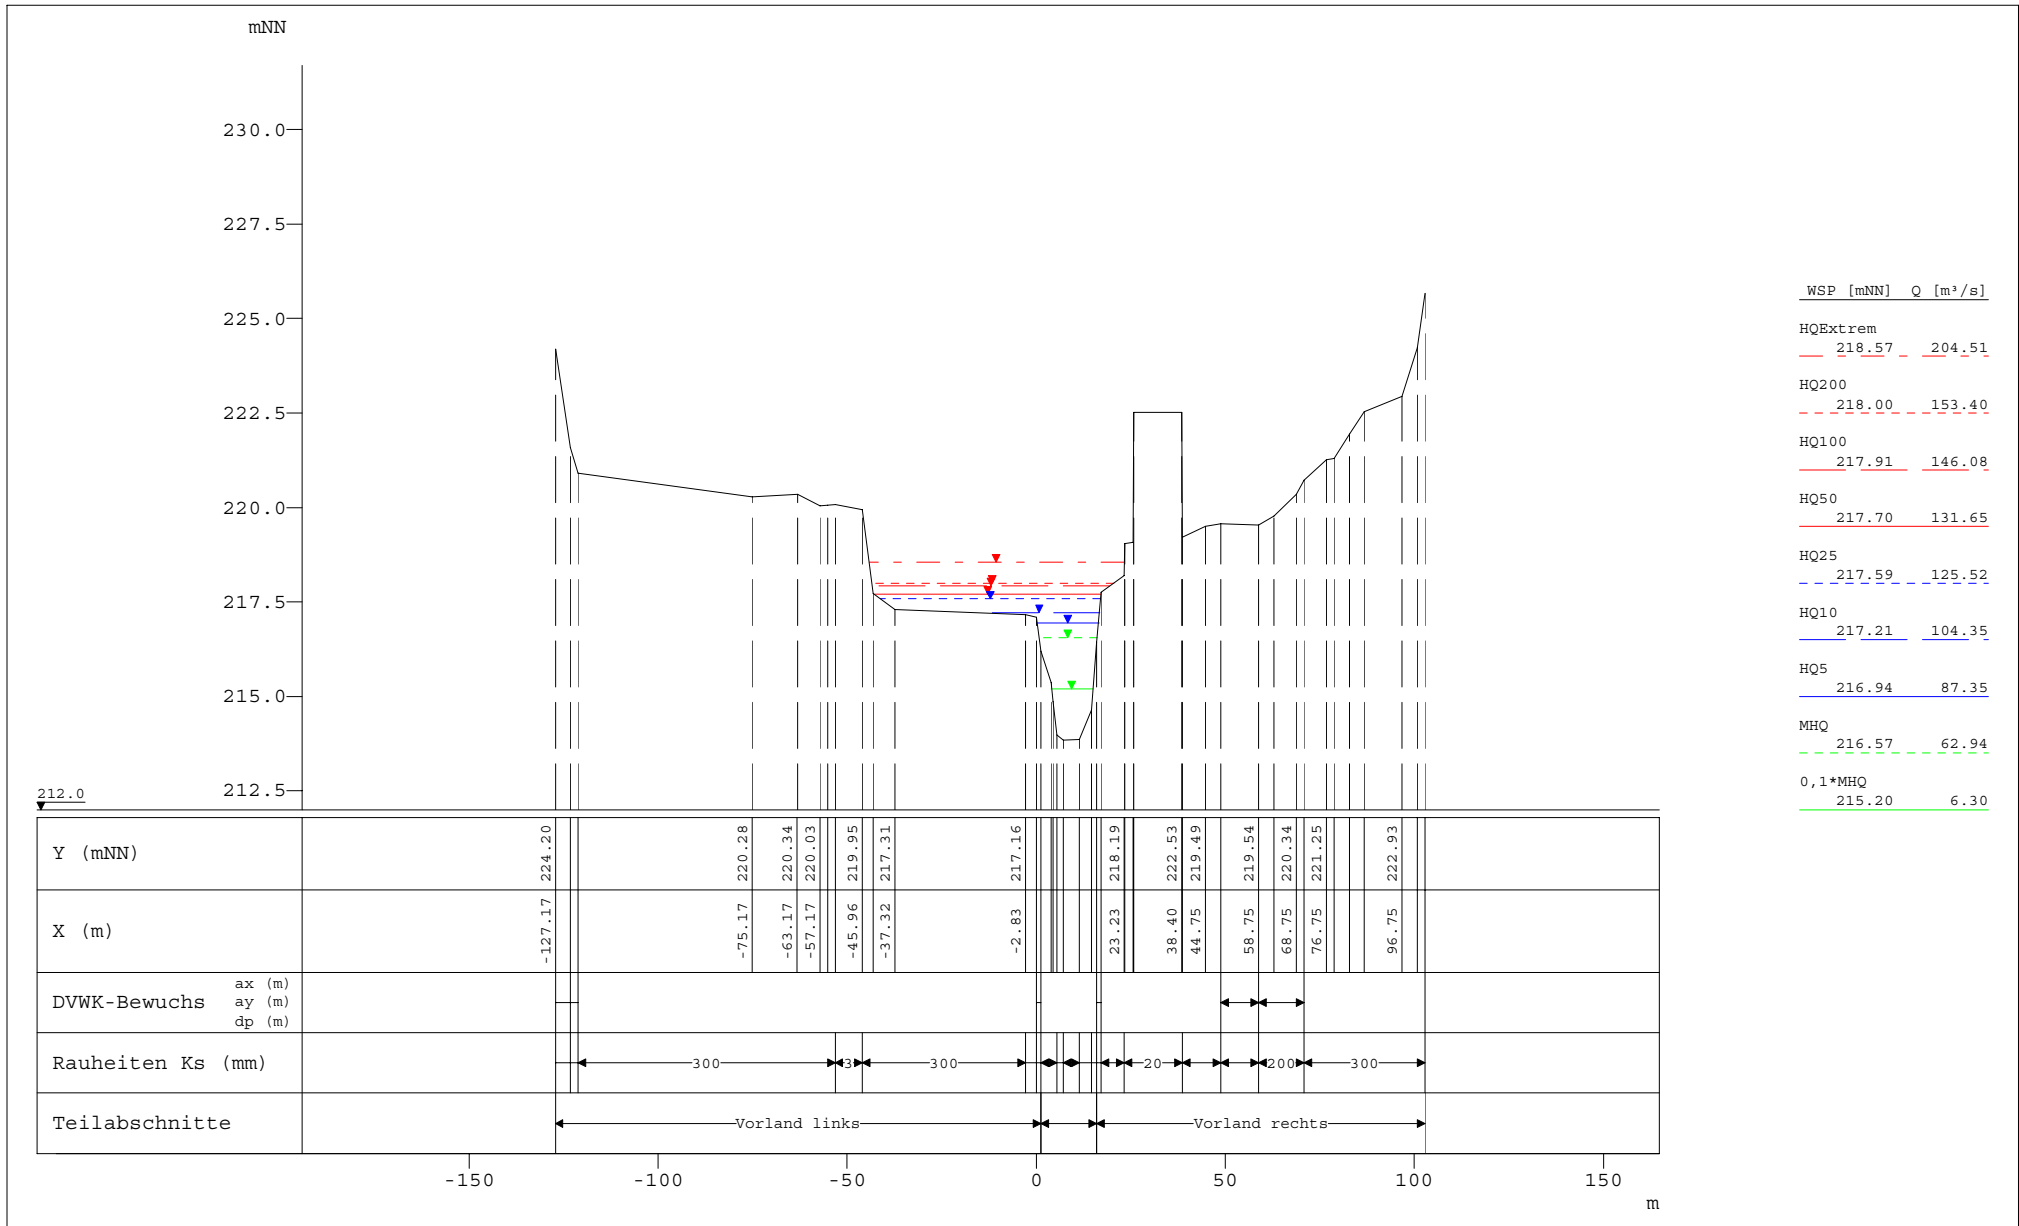 mNN
230.0
227.5
225.0
222.5
220.0
217.5
215.0
212.5
212.0
WSP [mNN] Q [m³/s]
HQExtrem
218.57 204.51
HQ200
218.00 153.40
HQ100
217.91 146.08
HQ50
217.70 131.65
HQ25
217.59 125.52
HQ10
217.21 104.35
HQ5
216.94 87.35
MHQ
216.57 62.94
0,1*MHQ
215.20 6.30
Y (mNN) 224.20 220.28 220.34 220.03 219.95 217.31 217.16 218.19 222.53 219.49 219.54 220.34 221.25 222.93
X (m) -127.17 -75.17 -63.17 -57.17 -45.96 -37.32 -2.83 23.23 38.40 44.75 58.75 68.75 76.75 96.75
DVWK-Bewuchs
ax (m)
ay (m)
dp (m)
Rauheiten Ks (mm) 300 3 300 20 200 300
Teilabschnitte Vorland links Vorland rechts
-150 -100 -50 0 50 100 150
m